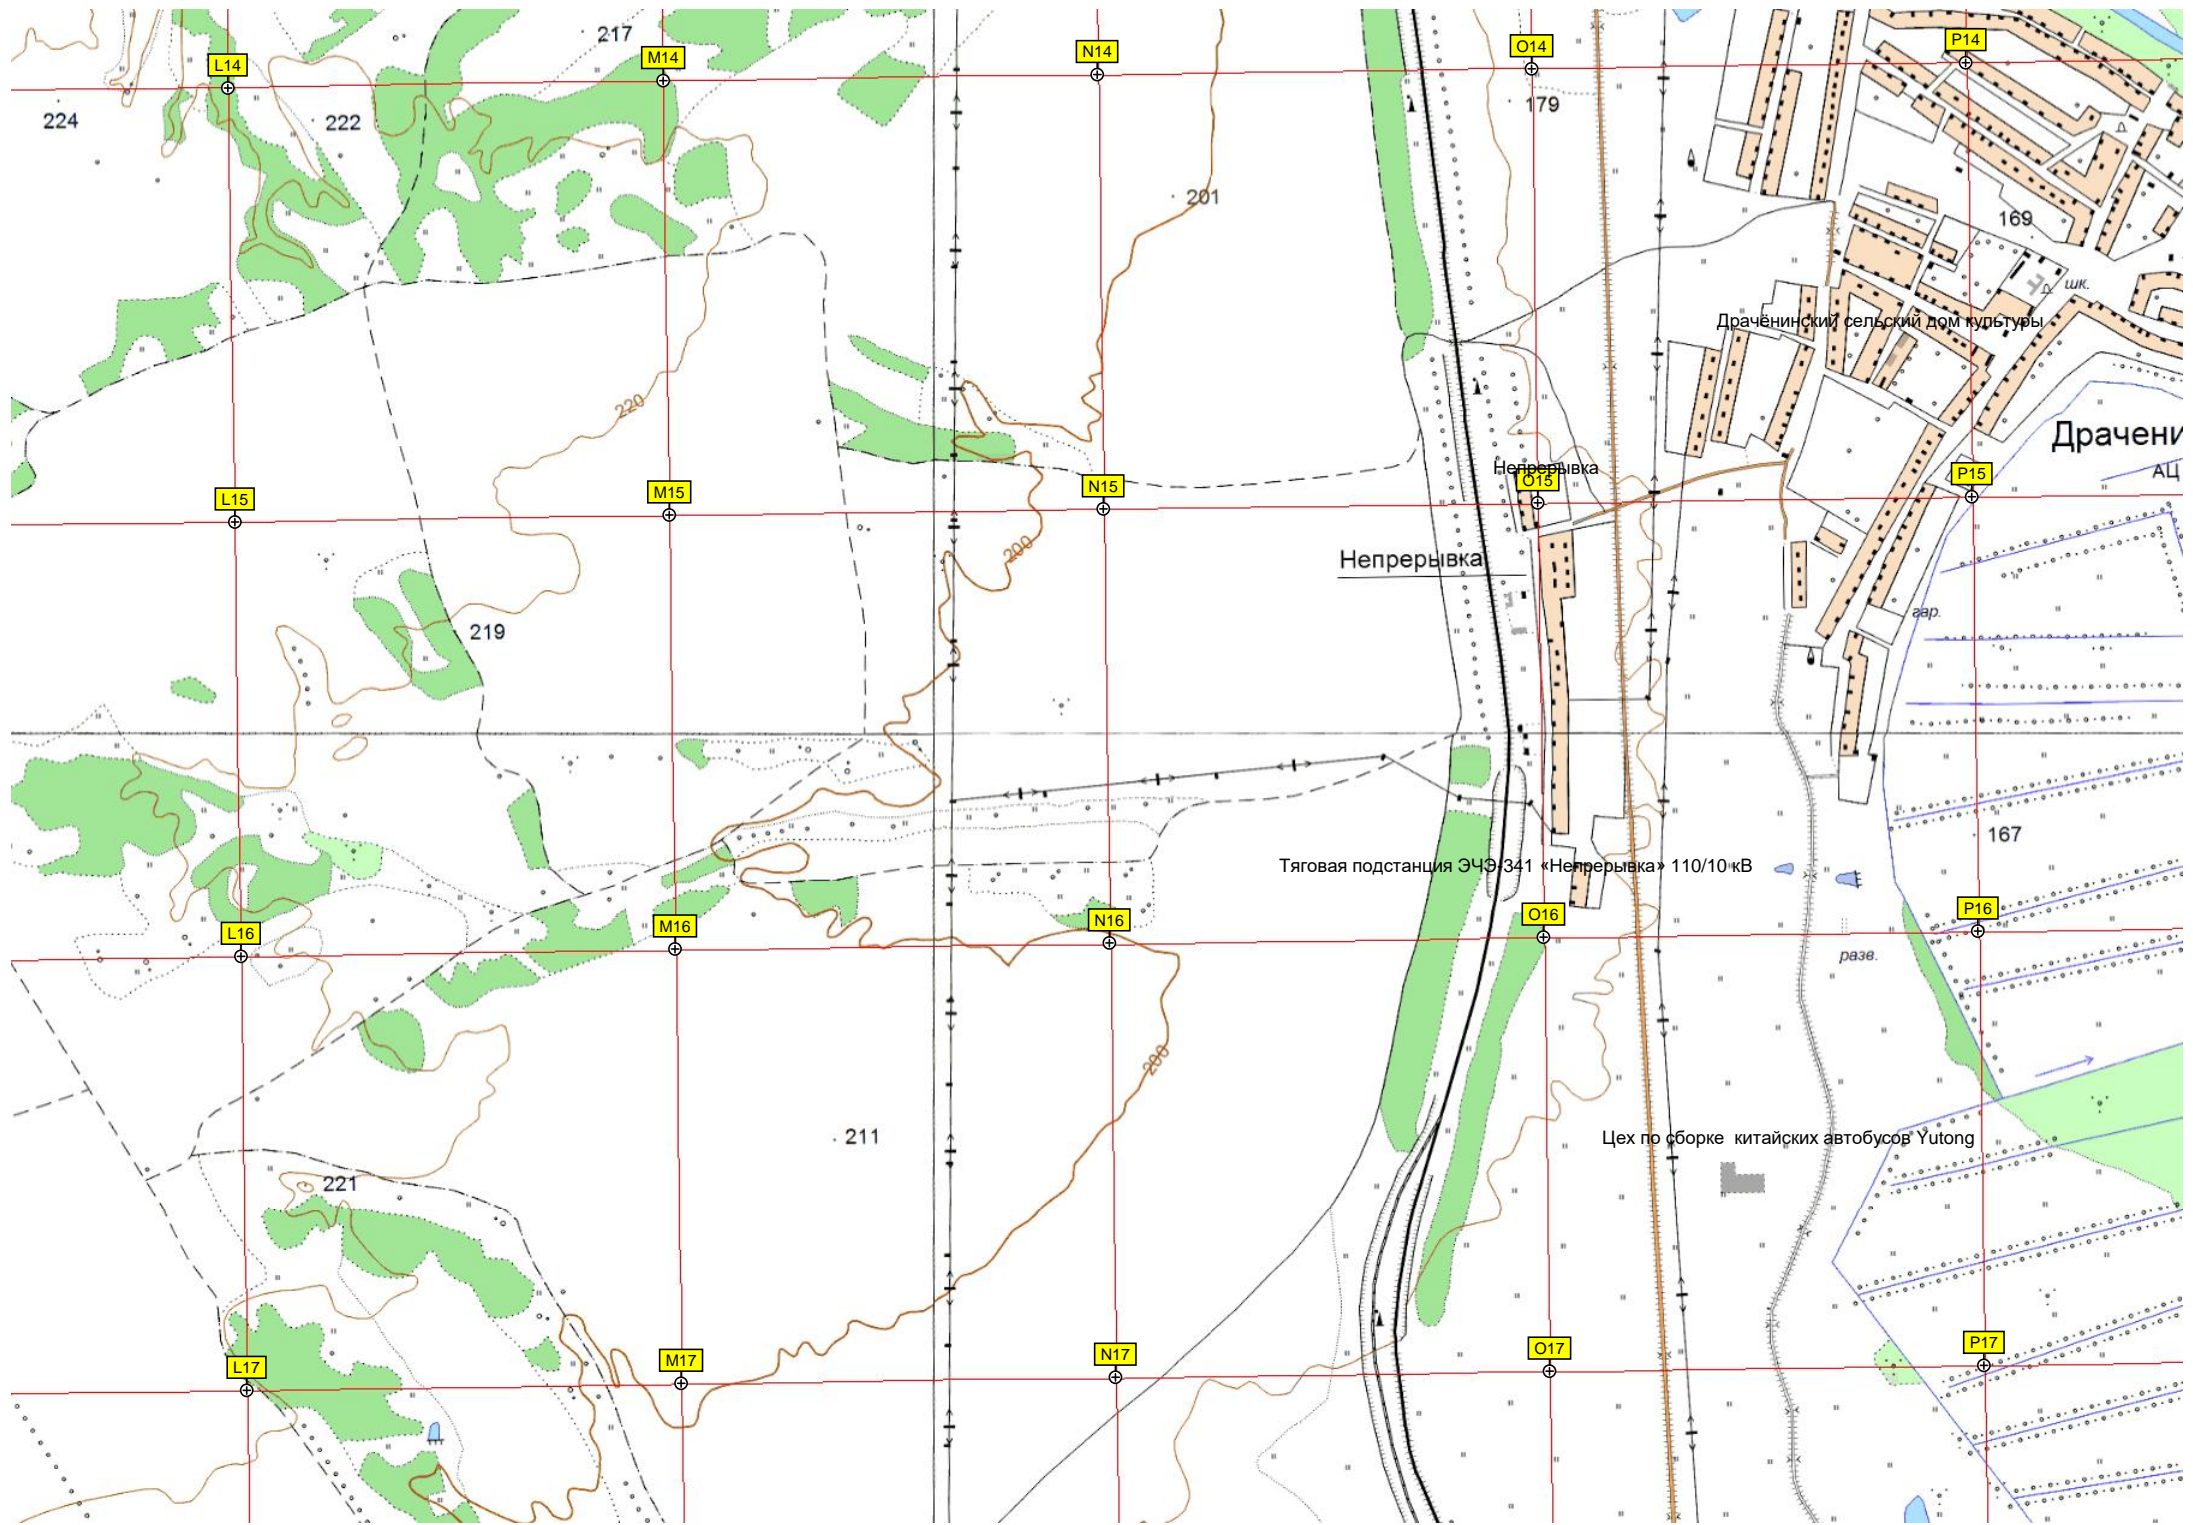 217
L14
M14
N14
O14
P14
224
222
179
201
169
шк.
Драчёнинский сельский дом культуры
220
Драчени
АЦ
Непрерывка
L15
M15
N15
O15
P15
200
Непрерывка
гар.
219
167
Тяговая подстанция ЭЧЭ-341 «Непрерывка» 110/10 кВ
L16
M16
N16
O16
P16
разв.
200
211
Цех по сборке китайских автобусов Yutong
221
L17
M17
N17
O17
P17